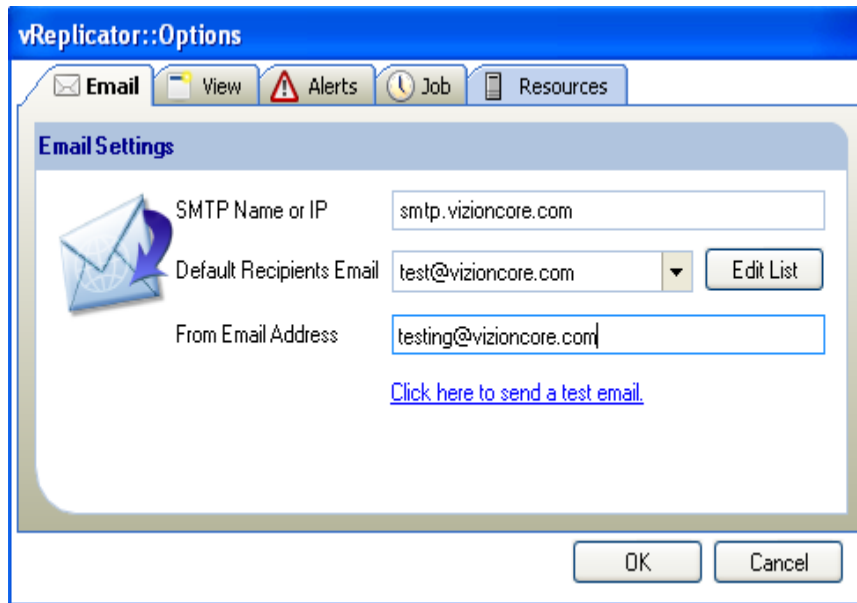 vReplicator::Options
Email View Alerts Job Resources
Email Settings
SMTP Name or IP smtp.vizioncore.com
Default Recipients Email test@vizioncore.com Edit List
From Email Address testing@vizioncore.com
Click here to send a test email.
OK Cancel